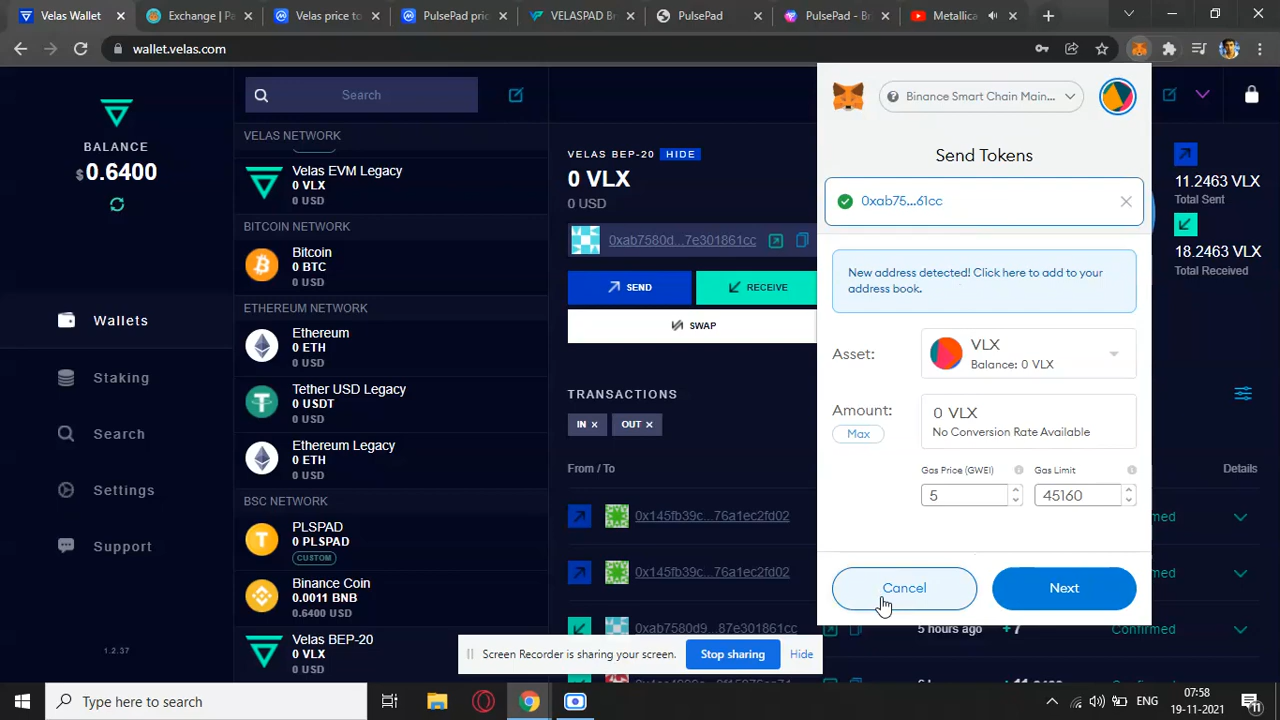 Velas Wallet
Exchange | Pa
Velas price to
PulsePad pric
VELASPAD Br
PulsePad
PulsePad - Br
Metallica
wallet.velas.com
BALANCE
$0.6400
Wallets
Staking
Search
Settings
Support
1.2.37
Search
VELAS NETWORK
Velas EVM Legacy
0 VLX
0 USD
BITCOIN NETWORK
Bitcoin
0 BTC
0 USD
ETHEREUM NETWORK
Ethereum
0 ETH
0 USD
Tether USD Legacy
0 USDT
0 USD
Ethereum Legacy
0 ETH
0 USD
BSC NETWORK
PLSPAD
0 PLSPAD
CUSTOM
Binance Coin
0.0011 BNB
0.6400 USD
Velas BEP-20
0 VLX
0 USD
VELAS BEP-20 HIDE
0 VLX
0 USD
0xab7580d...7e301861cc
SEND
RECEIVE
SWAP
TRANSACTIONS
IN x
OUT x
From / To
Details
0x145fb39c...76a1ec2fd02
0x145fb39c...76a1ec2fd02
0xab7580d9...87e301861cc
5 hours ago
+7
Confirmed
11.2463 VLX
Total Sent
18.2463 VLX
Total Received
Binance Smart Chain Main...
Send Tokens
0xab75...61cc
New address detected! Click here to add to your
address book.
Asset:
VLX
Balance: 0 VLX
Amount:
Max
0 VLX
No Conversion Rate Available
Gas Price (GWEI)
Gas Limit
5
45160
Cancel
Next
Screen Recorder is sharing your screen.
Stop sharing
Hide
Type here to search
ENG
07:58
19-11-2021